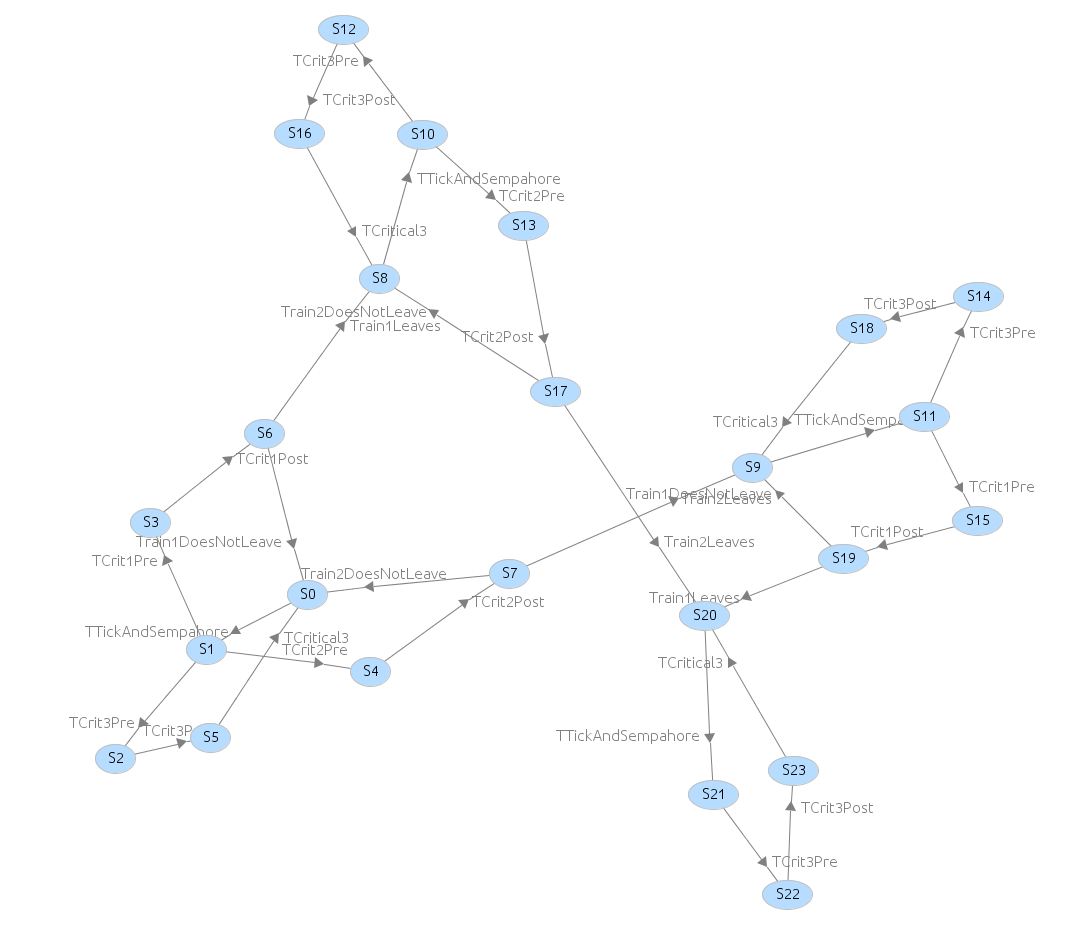 S12
TCrit3Pre
TCrit3Post
S16
S10
TTickAndSempahore
TCrit2Pre
S13
TCritical3
S8
S14
TCrit3Post
Train2DoesNotLeave
Train1Leaves
S18
TCrit3Pre
TCrit2Post
S17
S11
TCritical3
TTickAndSempa
S6
TCrit1Post
S9
TCrit1Pre
Train1DoesNotLeave
Train2Leaves
S3
S15
TCrit1Post
Train1DoesNotLeave
Train2Leaves
TCrit1Pre
S19
Train2DoesNotLeave
S7
S0
TCrit2Post
Train1Leaves
S20
TTickAndSempahore
TCritical3
S1
TCrit2Pre
TCritical3
S4
TCrit3Pre
TCrit3P
S5
TTickAndSempahore
S2
S23
S21
TCrit3Post
TCrit3Pre
S22